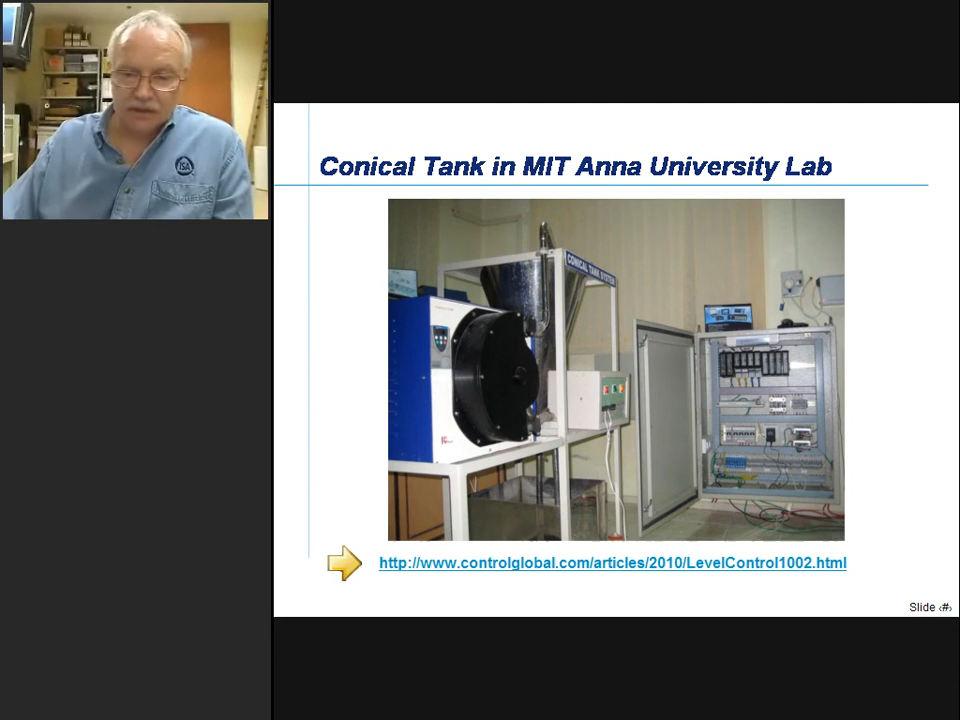 ISA
Conical Tank in MIT Anna University Lab
CONICAL TANK SYSTEM
http://www.controlglobal.com/articles/2010/LevelControl1002.html
Slide ‹#›